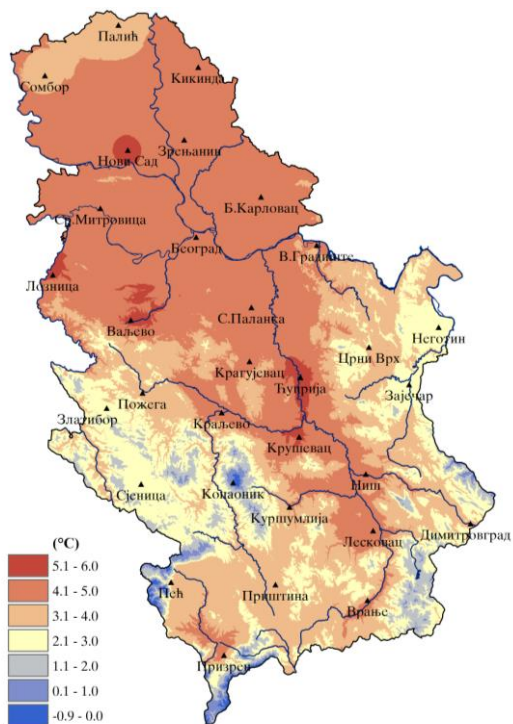 Палић
Кикинда
Сомбор
Зрењанин
Нови Сад
Б.Карловац
Ср.Митровица
Београд
В.Градиште
Лозница
С.Паланка
Ваљево
Неготин
Црни Врх
Крагујевац
Ћуприја
Зајечар
Пожега
Златибор
Краљево
Крушевац
Ниш
Сјеница
Копаоник
Куршумлија
Димитровград
Лесковац
(°C)
5.1 - 6.0
4.1 - 5.0
3.1 - 4.0
2.1 - 3.0
1.1 - 2.0
0.1 - 1.0
-0.9 - 0.0
Пећ
Приштина
Врање
Призрен